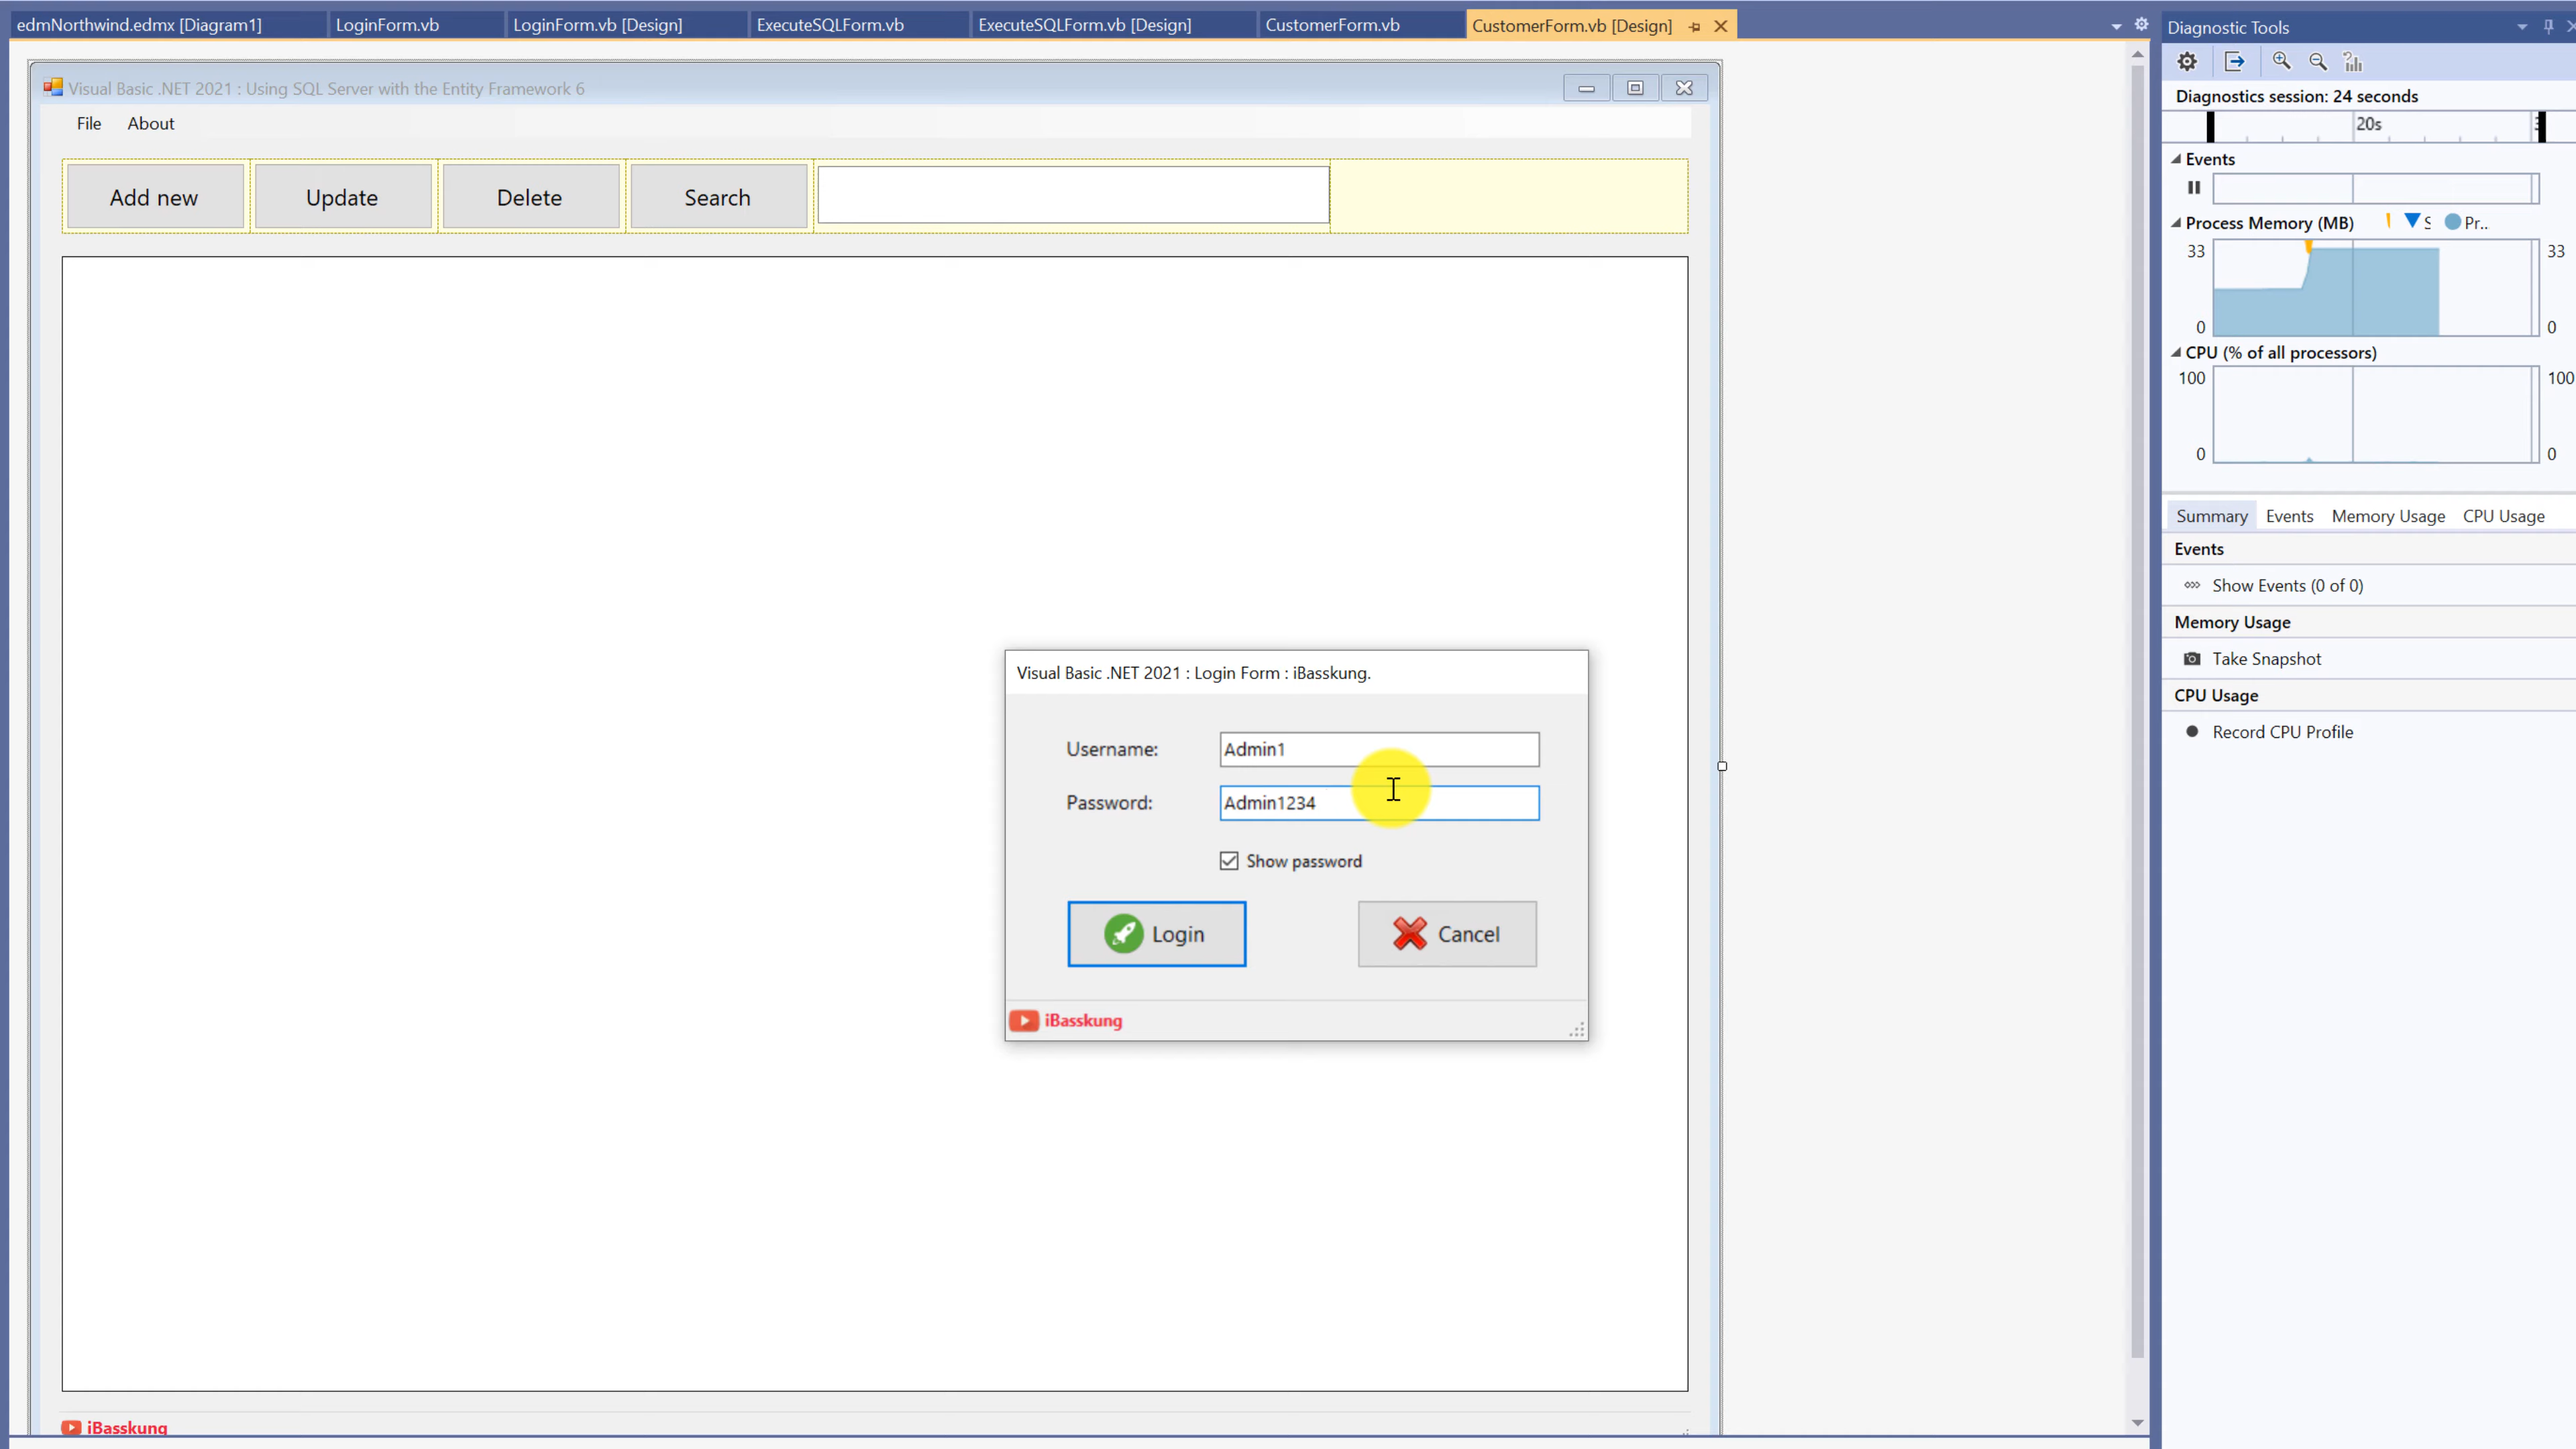 edmNorthwind.edmx [Diagram1] LoginForm.vb LoginForm.vb [Design] ExecuteSQLForm.vb ExecuteSQLForm.vb [Design] CustomerForm.vb CustomerForm.vb [Design]
Visual Basic .NET 2021 : Using SQL Server with the Entity Framework 6
File About
Add new Update Delete Search
Visual Basic .NET 2021 : Login Form : iBasskung.
Username: Admin1
Password: Admin1234
Show password
Login Cancel
iBasskung
iBasskung
Diagnostic Tools
Diagnostics session: 24 seconds
20s
Events
Process Memory (MB) S Pr..
33 33
0 0
CPU (% of all processors)
100 100
0 0
Summary Events Memory Usage CPU Usage
Events
Show Events (0 of 0)
Memory Usage
Take Snapshot
CPU Usage
Record CPU Profile